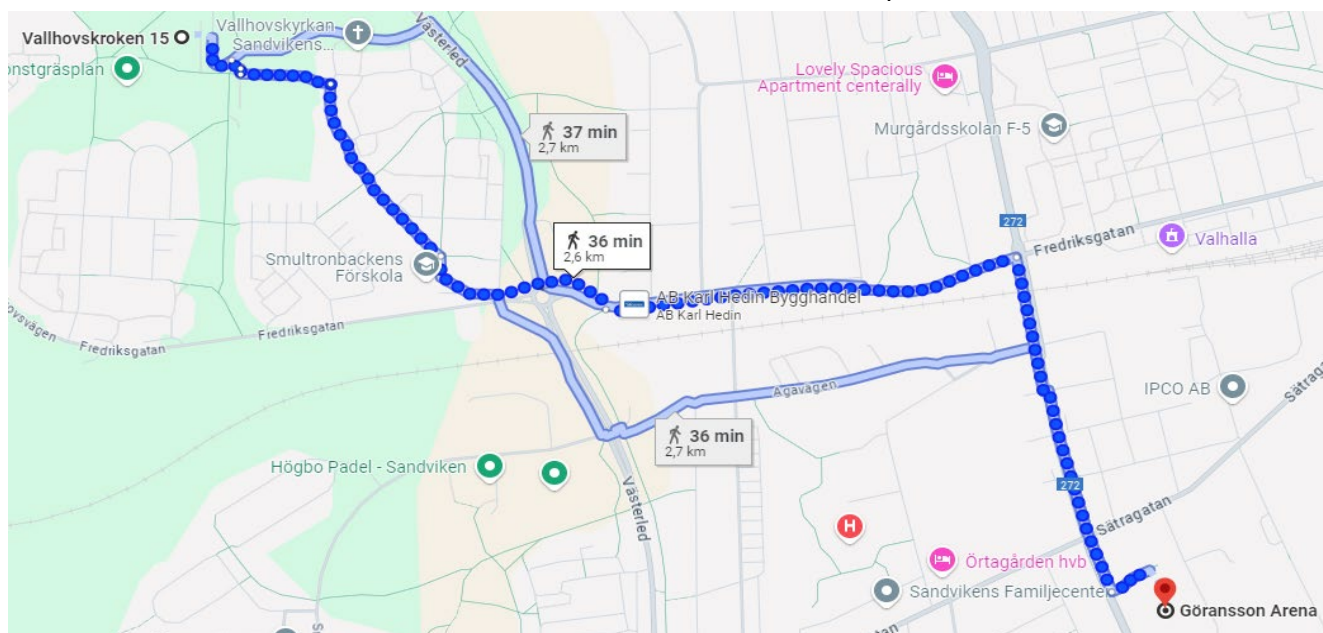 Vallhovskroken 15
Vallhovskyrkan
Sandvikens...
onstgräsplan
Västerled
Lovely Spacious
Apartment centerally
Murgårdsskolan F-5
37 min
2,7 km
272
Fredriksgatan
Valhalla
36 min
2,6 km
Smultronbackens
Förskola
AB Karl Hedin Bygghandel
AB Karl Hedin
ovsvägen
Fredriksgatan
Fredriksgatan
Agavägen
IPCO AB
Sätraga
36 min
2,7 km
Högbo Padel - Sandviken
Västerled
272
Sätragatan
H
Örtagården hvb
Sandvikens Familjecenter
Göransson Arena